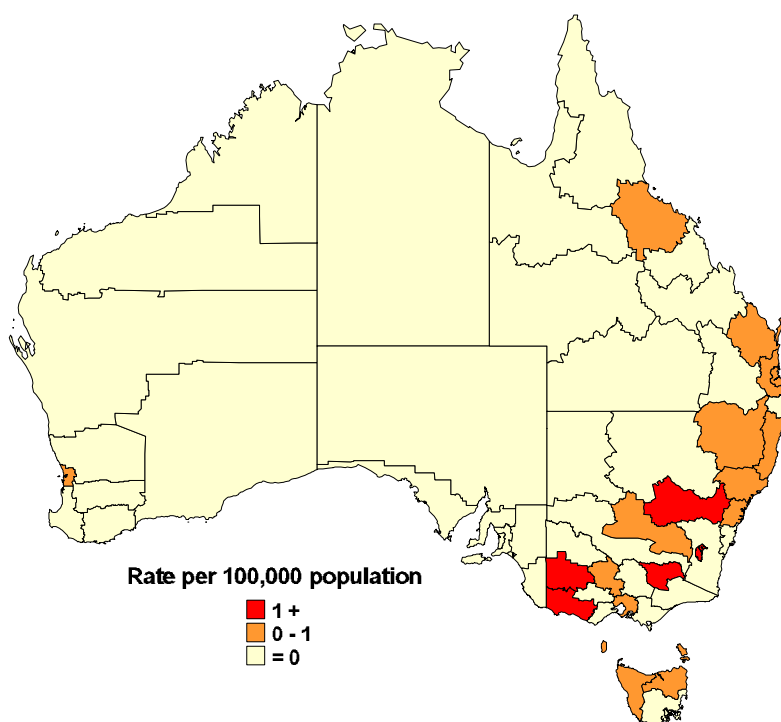 Rate per 100,000 population
1 +
0 - 1
= 0